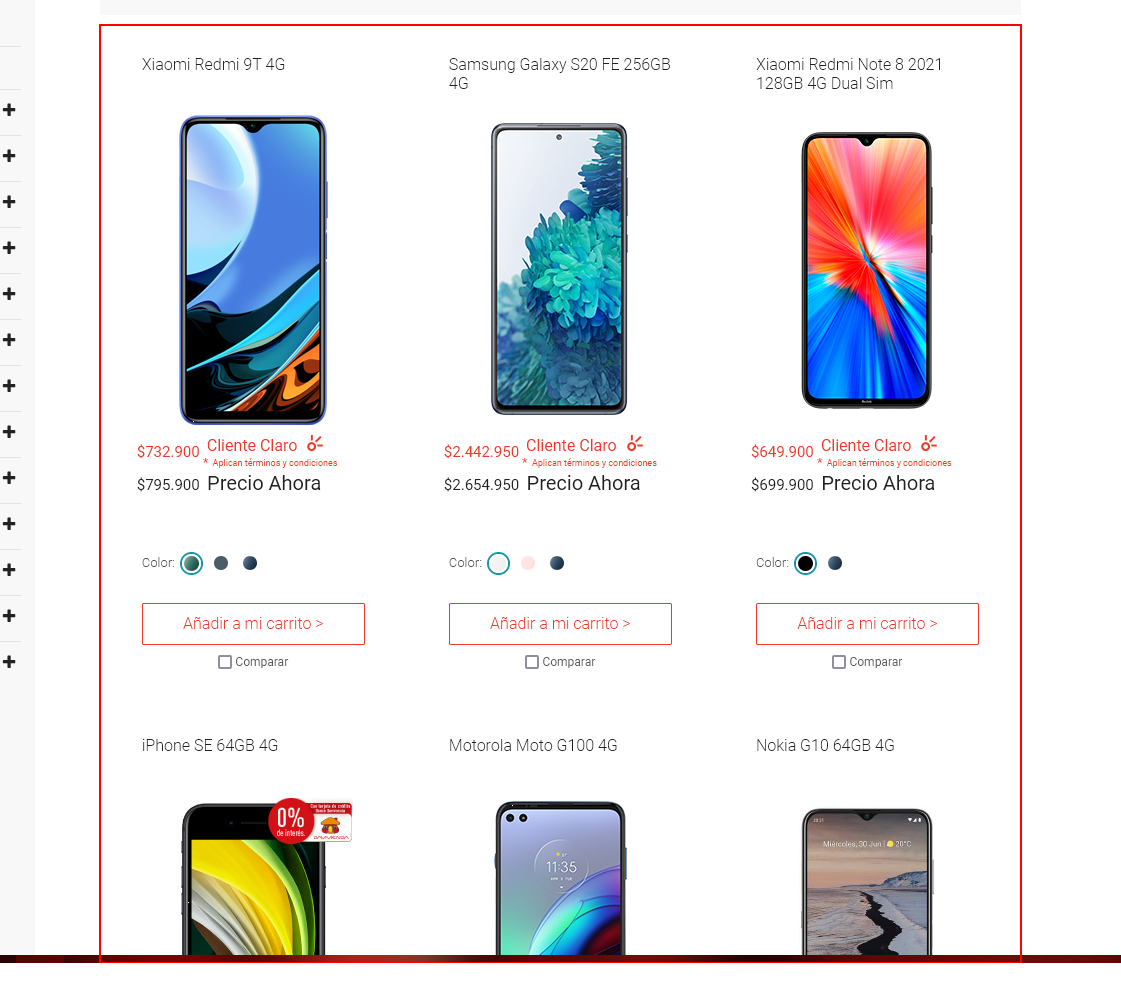 Xiaomi Redmi 9T 4G
Samsung Galaxy S20 FE 256GB
4G
Xiaomi Redmi Note 8 2021
128GB 4G Dual Sim
$732.900 Cliente Claro
* Aplican términos y condiciones
$795.900 Precio Ahora
$2.442.950 Cliente Claro
* Aplican términos y condiciones
$2.654.950 Precio Ahora
$649.900 Cliente Claro
* Aplican términos y condiciones
$699.900 Precio Ahora
Color:
Color:
Color:
Añadir a mi carrito >
Añadir a mi carrito >
Añadir a mi carrito >
Comparar
Comparar
Comparar
iPhone SE 64GB 4G
Motorola Moto G100 4G
Nokia G10 64GB 4G
0%
de interés.
Con tarjeta de crédito
DAVIVIENDA
11:35
Miércoles, 30 Jun | 20°C